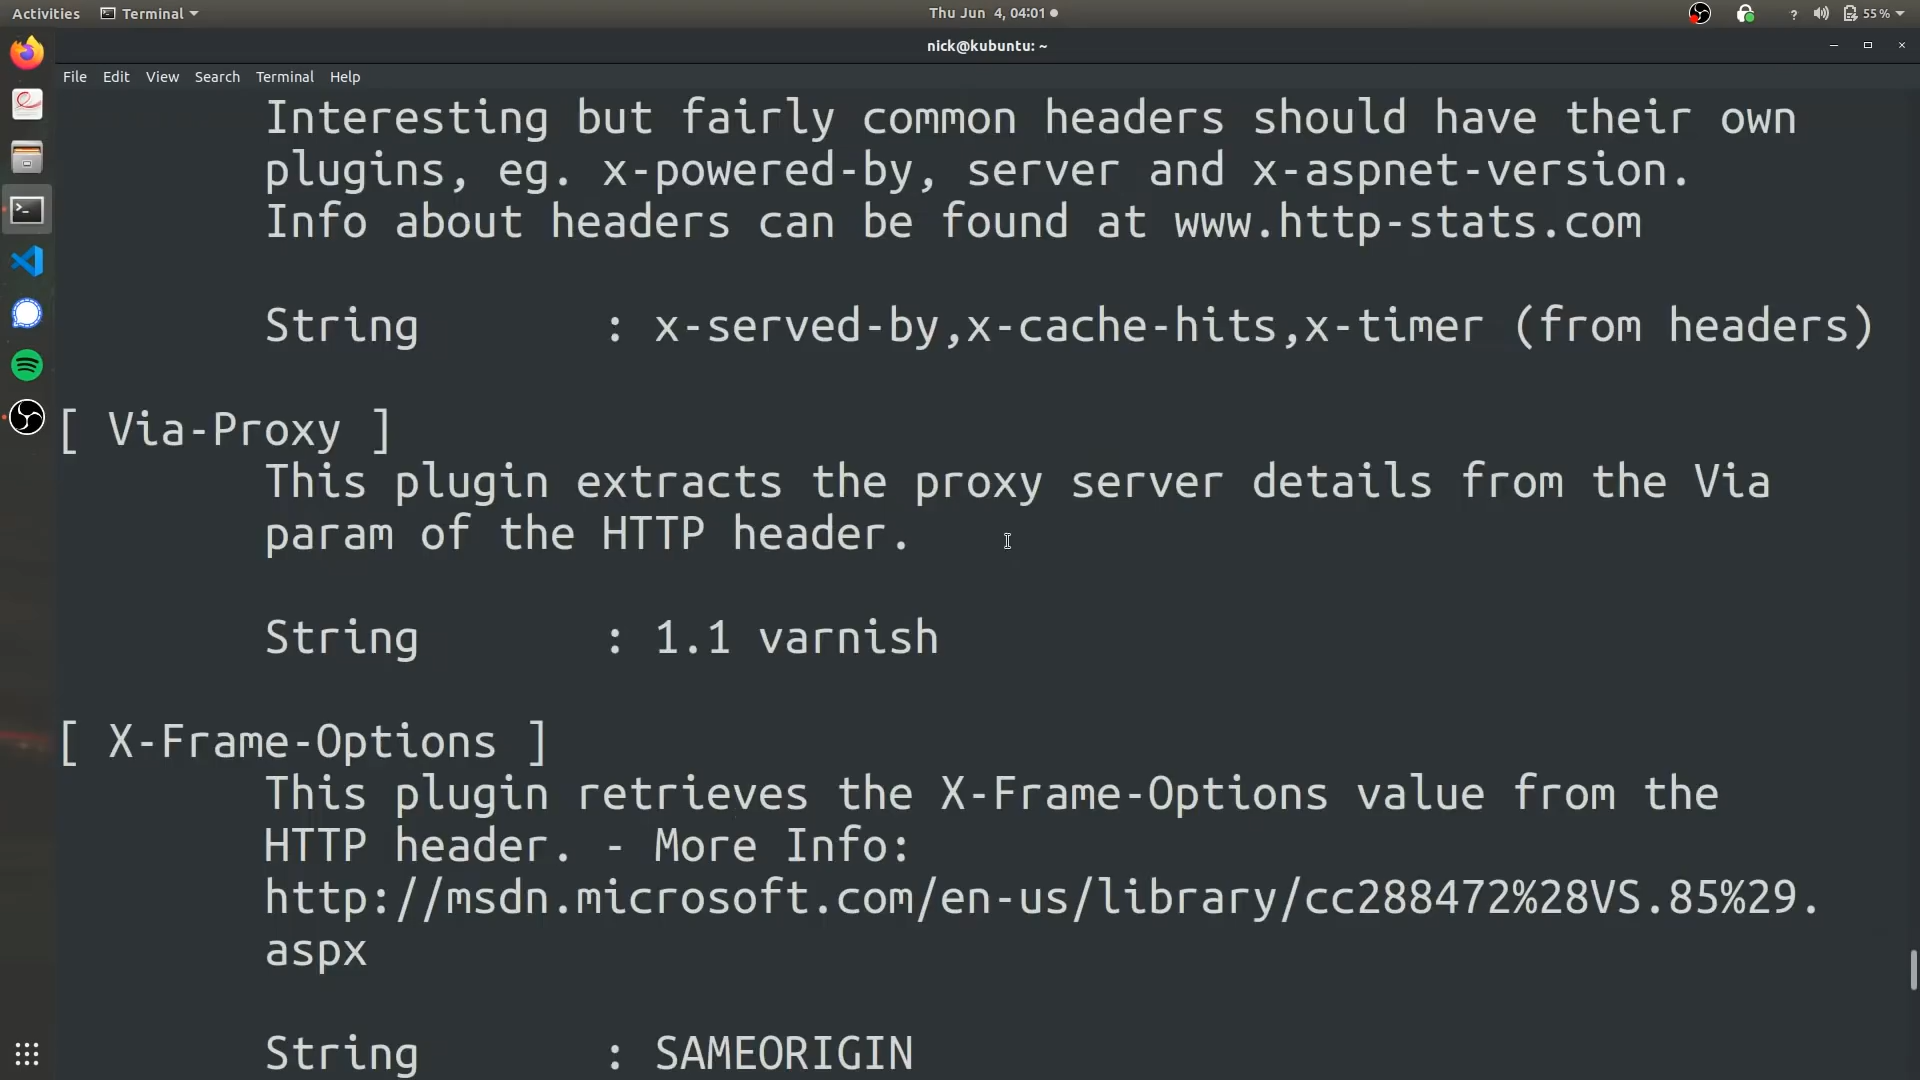 Activities Terminal Thu Jun 4, 04:01 ? 55 %
nick@kubuntu: ~
File Edit View Search Terminal Help
Interesting but fairly common headers should have their own
plugins, eg. x-powered-by, server and x-aspnet-version.
Info about headers can be found at www.http-stats.com
String : x-served-by,x-cache-hits,x-timer (from headers)
[ Via-Proxy ]
This plugin extracts the proxy server details from the Via
param of the HTTP header.
String : 1.1 varnish
[ X-Frame-Options ]
This plugin retrieves the X-Frame-Options value from the
HTTP header. - More Info:
http://msdn.microsoft.com/en-us/library/cc288472%28VS.85%29.
aspx
String : SAMEORIGIN